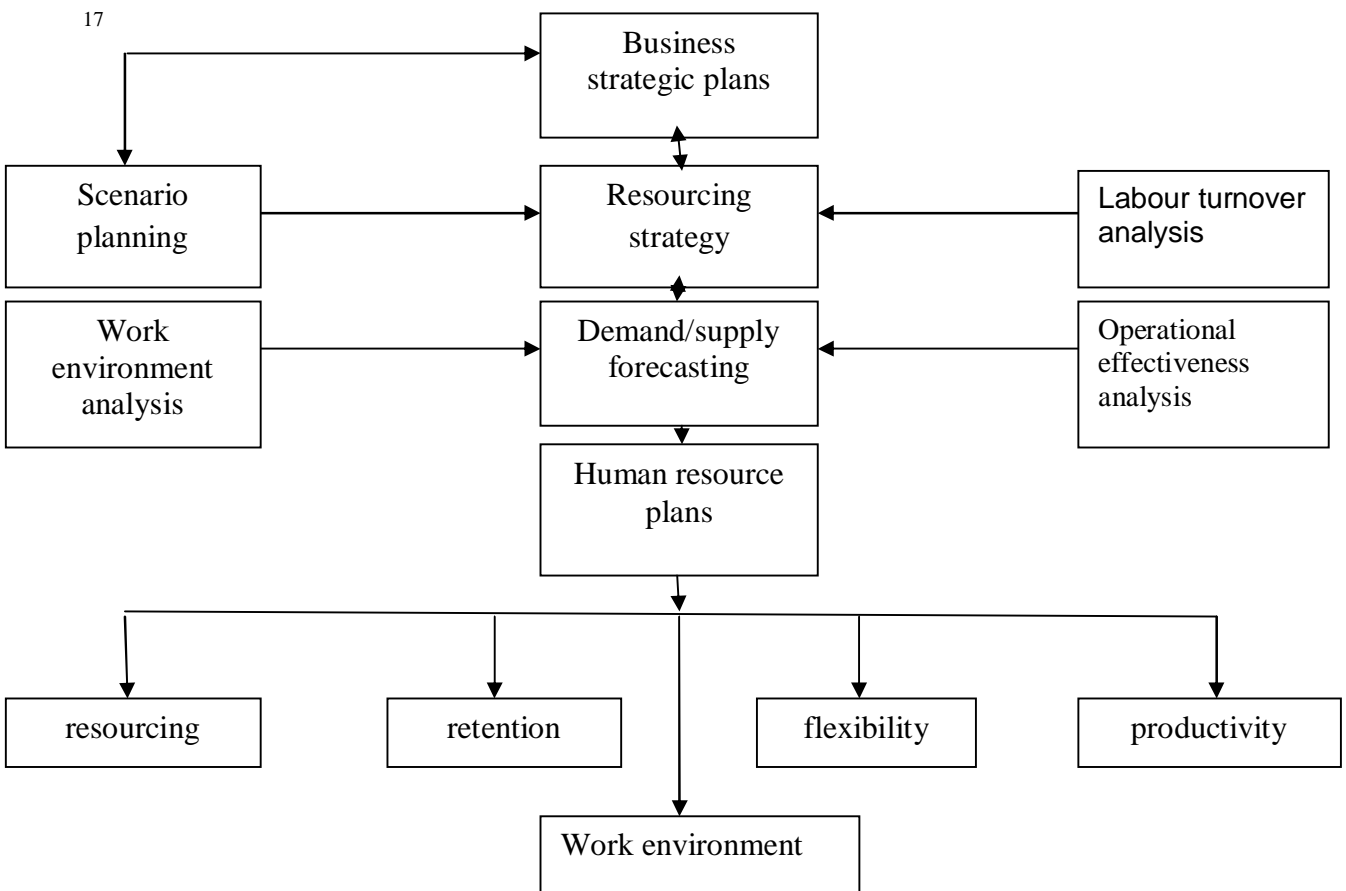 17
Business
strategic plans
Scenario
planning
Resourcing
strategy
Labour turnover
analysis
Work
environment
analysis
Demand/supply
forecasting
Operational
effectiveness
analysis
Human resource
plans
resourcing
retention
flexibility
productivity
Work environment